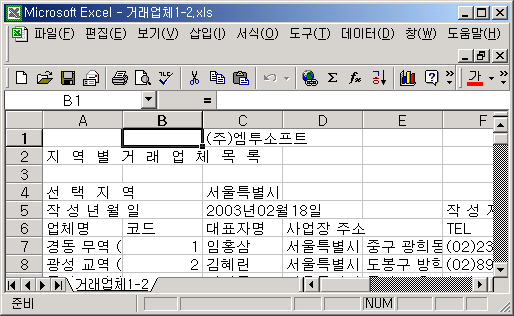 Microsoft Excel - 거래업체1-2.xls
파일(F) 편집(E) 보기(V) 삽입(I) 서식(O) 도구(T) 데이터(D) 창(W) 도움말(H)
B1 =
A B C D E F
1 (주)엠투소프트
2 지 역 별 거 래 업 체 목 록
3
4 선 택 지 역 서울특별시
5 작 성 년 월 일 2003년02월18일 작 성
6 업체명 코드 대표자명 사업장 주소 TEL
7 경동 무역 ( 1 임홍삼 서울특별시 중구 광희동 (02)23
8 광성 교역 ( 2 김혜린 서울특별시 도봉구 방학 (02)89
거래업체1-2
준비 NUM